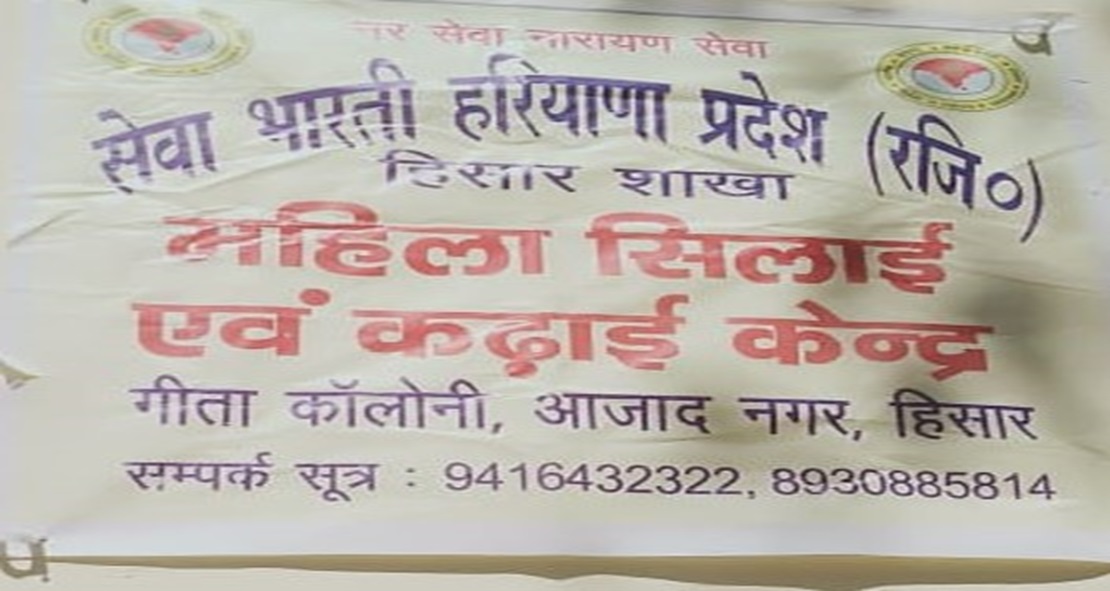 नर सेवा नारायण सेवा
सेवा भारती हरियाणा प्रदेश (रजि०)
हिसार शाखा
महिला सिलाई
एवं कढ़ाई केन्द्र
गीता कॉलोनी, आजाद नगर, हिसार
सम्पर्क सूत्र : 9416432322, 8930885814